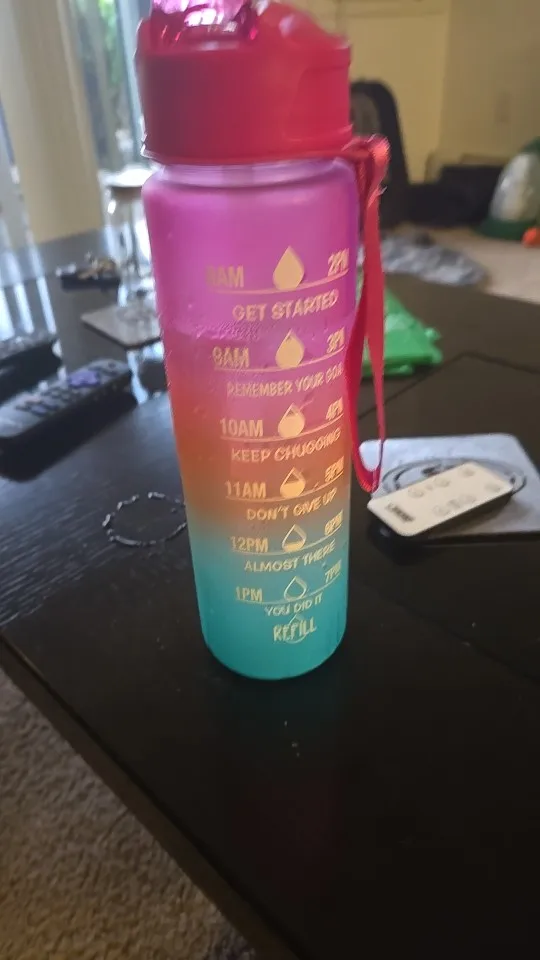 8AM 2PM
GET STARTED
9AM 3PM
REMEMBER YOUR GOA
10AM 4PM
KEEP CHUGGING
11AM 5PM
DON'T GIVE UP
12PM 6PM
ALMOST THERE
1PM 7PM
YOU DID IT
REFILL